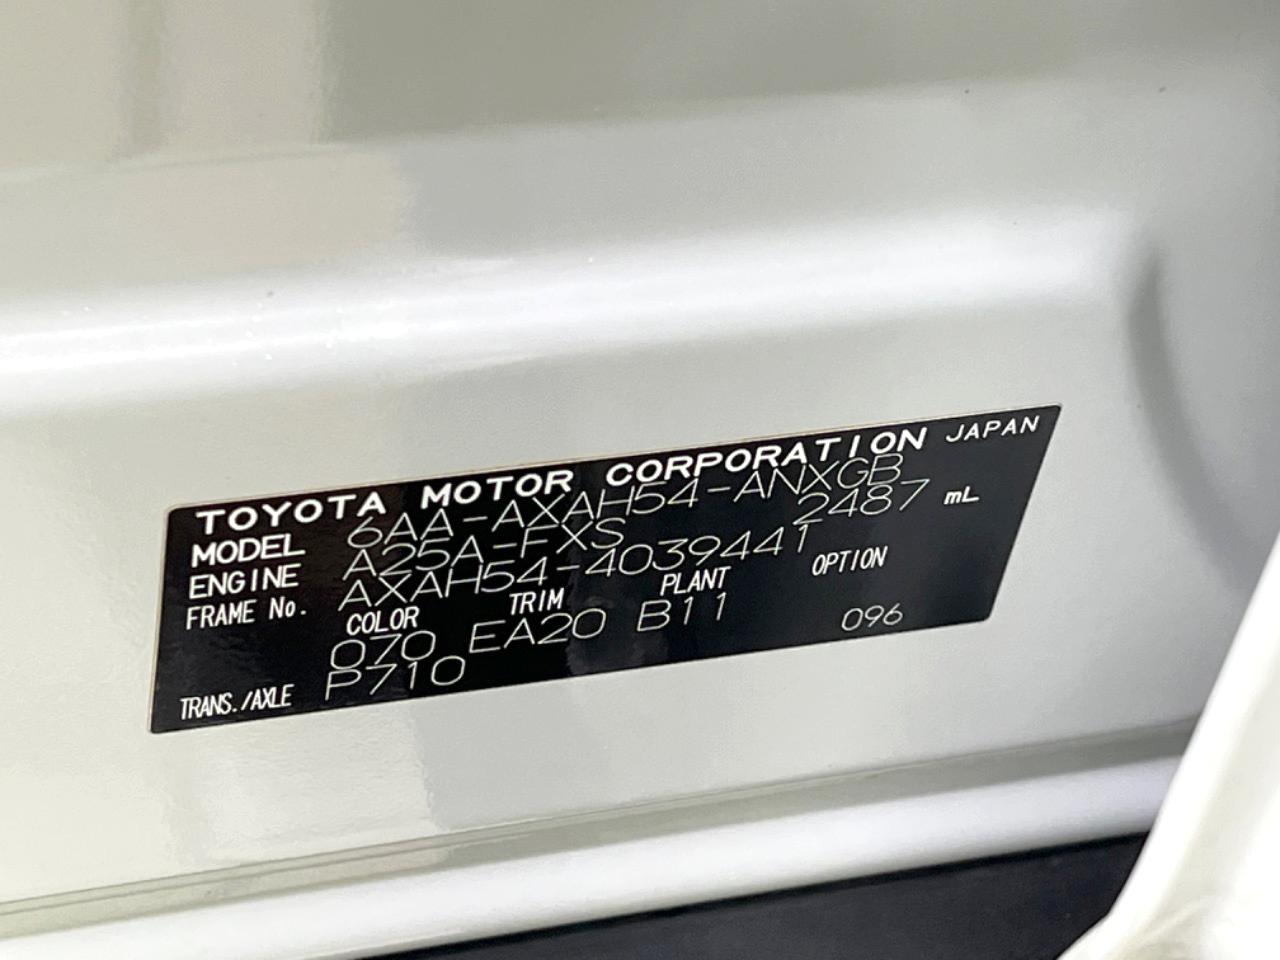 TOYOTA MOTOR CORPORATION JAPAN
MODEL 6AA-AXAH54-ANXGB
ENGINE A25A-FXS 2487 mL
FRAME No. AXAH54-4039441
COLOR TRIM PLANT OPTION
070 EA20 B11 096
TRANS./AXLE P710